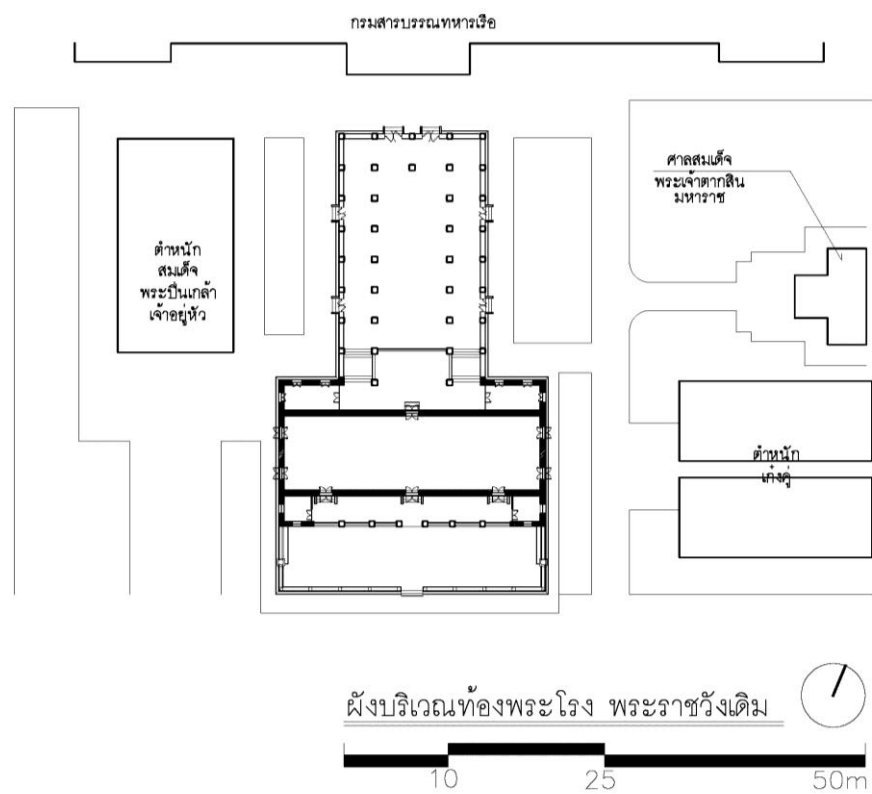 กรมสารบรรณทหารเรือ
ศาลสมเด็จ
พระเจ้าตากสิน
มหาราช
ตำหนัก
สมเด็จ
พระปิ่นเกล้า
เจ้าอยู่หัว
ตำหนัก
เก๋งคู่
ผังบริเวณท้องพระโรง พระราชวังเดิม
10 25 50m